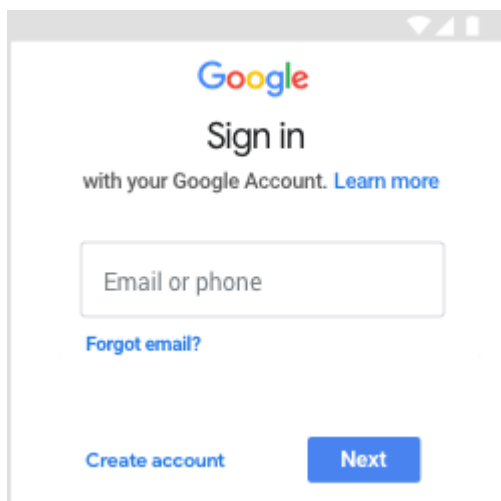 Google
Sign in
with your Google Account. Learn more
Email or phone
Forgot email?
Create account Next